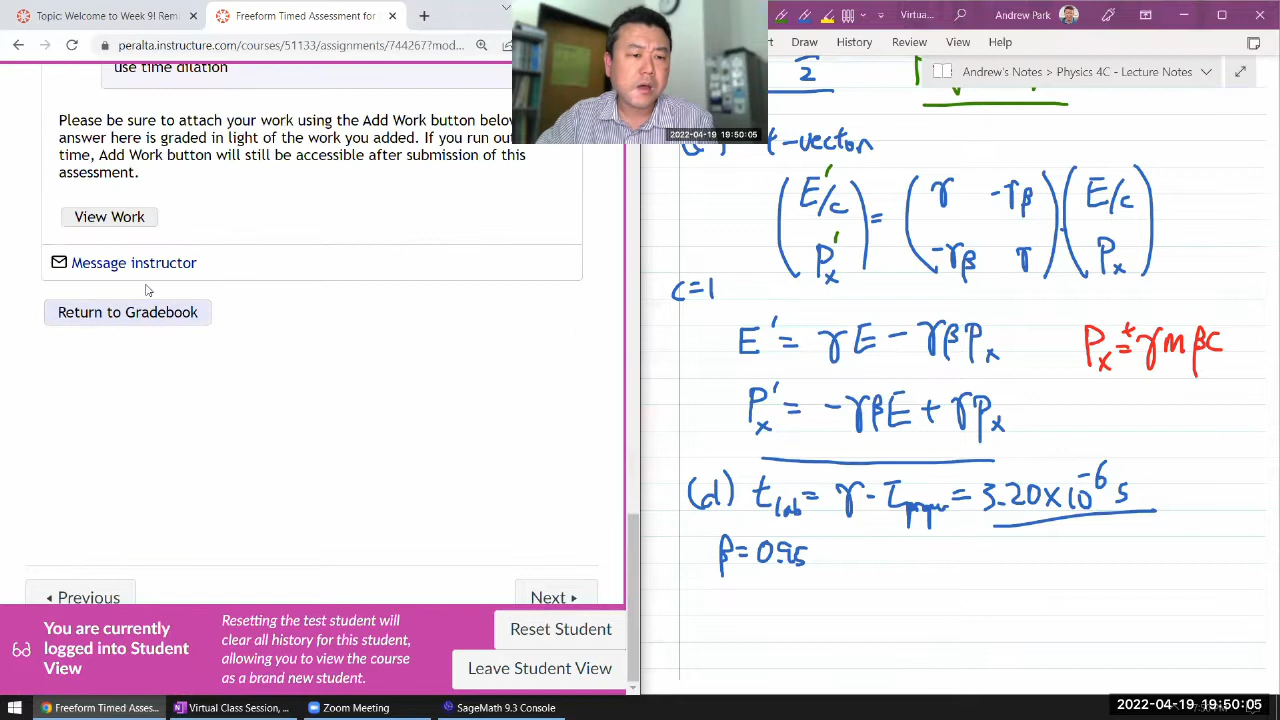 Topic: Welcome to Week 9! Rema
Freeform Timed Assessment for
peralta.instructure.com/courses/51133/assignments/7442677mod...
Virtua...
Andrew Park
Draw
History
Review
View
Help
Andrew's Notes > Physics 4C - Lecture Notes
2
2022-04-19 19:50:05
use time dilation
Please be sure to attach your work using the Add Work button below
answer here is graded in light of the work you added. If you run out
time, Add Work button will still be accessible after submission of this
assessment.
View Work
Message instructor
Return to Gradebook
Previous
Next
You are currently
logged into Student
View
Resetting the test student will
clear all history for this student,
allowing you to view the course
as a brand new student.
Reset Student
Leave Student View
2
t-vector
(E'/c Px') = (γ -γβ -γβ γ)(E/c Px)
c=1
E' = γE - γβPx
Px = ± γmβc
Px' = -γβE + γPx
(d) t lab = γ - τ proper = 3.20×10^-6 s
β = 0.95
Freeform Timed Asses...
Virtual Class Session, ...
Zoom Meeting
SageMath 9.3 Console
2022-04-19 19:50:05